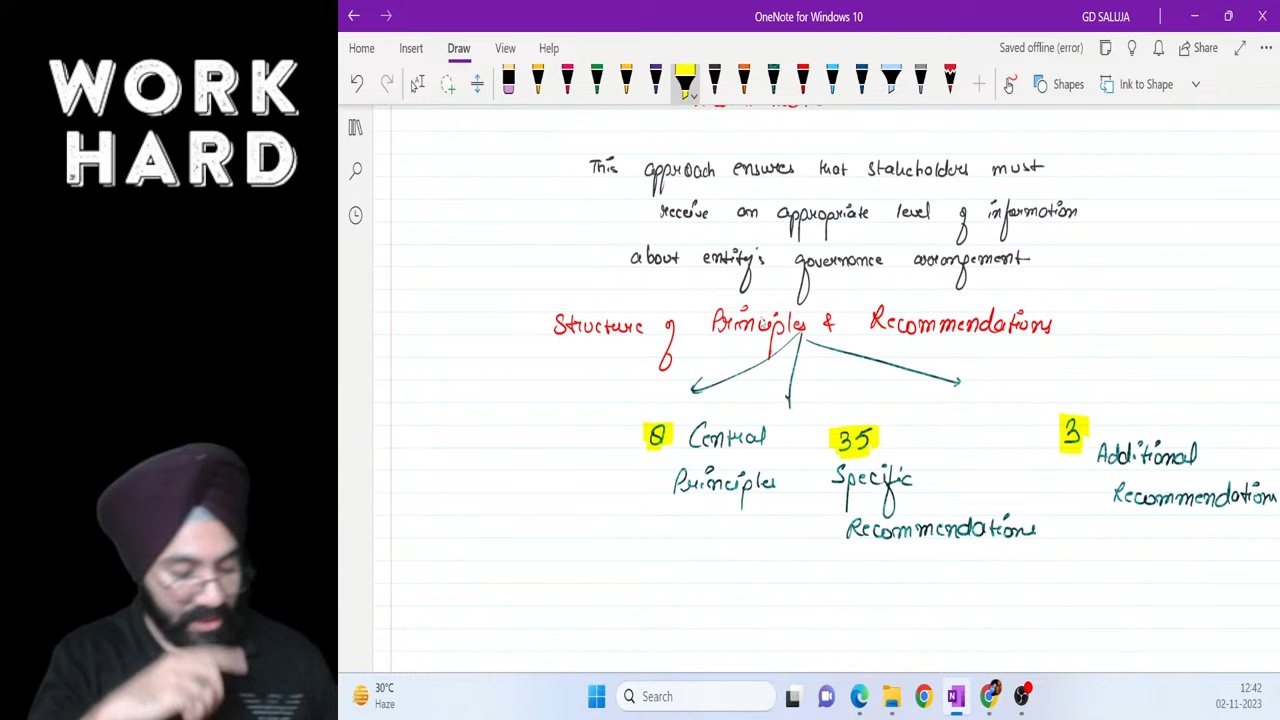 WORK
HARD
OneNote for Windows 10
GD SALUJA
Home Insert Draw View Help
Saved offline (error)
Share
Shapes
Ink to Shape
This approach ensures that stakeholders must
receive an appropriate level of information
about entity's governance arrangement
Structure of Principles & Recommendations
8 Central
Principles
35
Specific
Recommendations
3
Additional
Recommendation
30°C
Haze
Search
12:42
02-11-2023